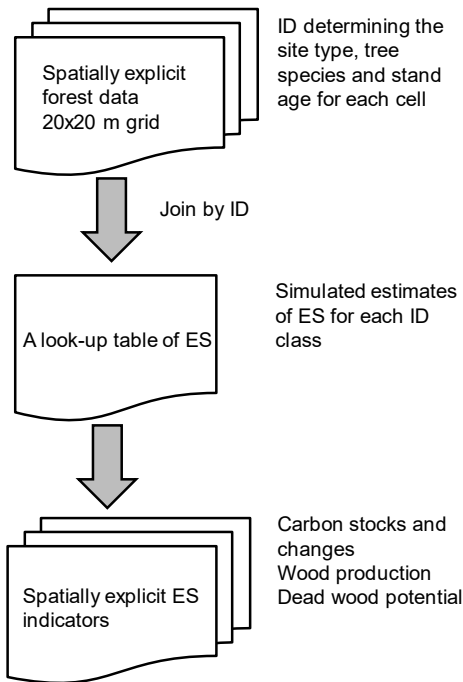 Spatially explicit
forest data
20x20 m grid
ID determining the
site type, tree
species and stand
age for each cell
Join by ID
A look-up table of ES
Simulated estimates
of ES for each ID
class
Spatially explicit ES
indicators
Carbon stocks and
changes
Wood production
Dead wood potential